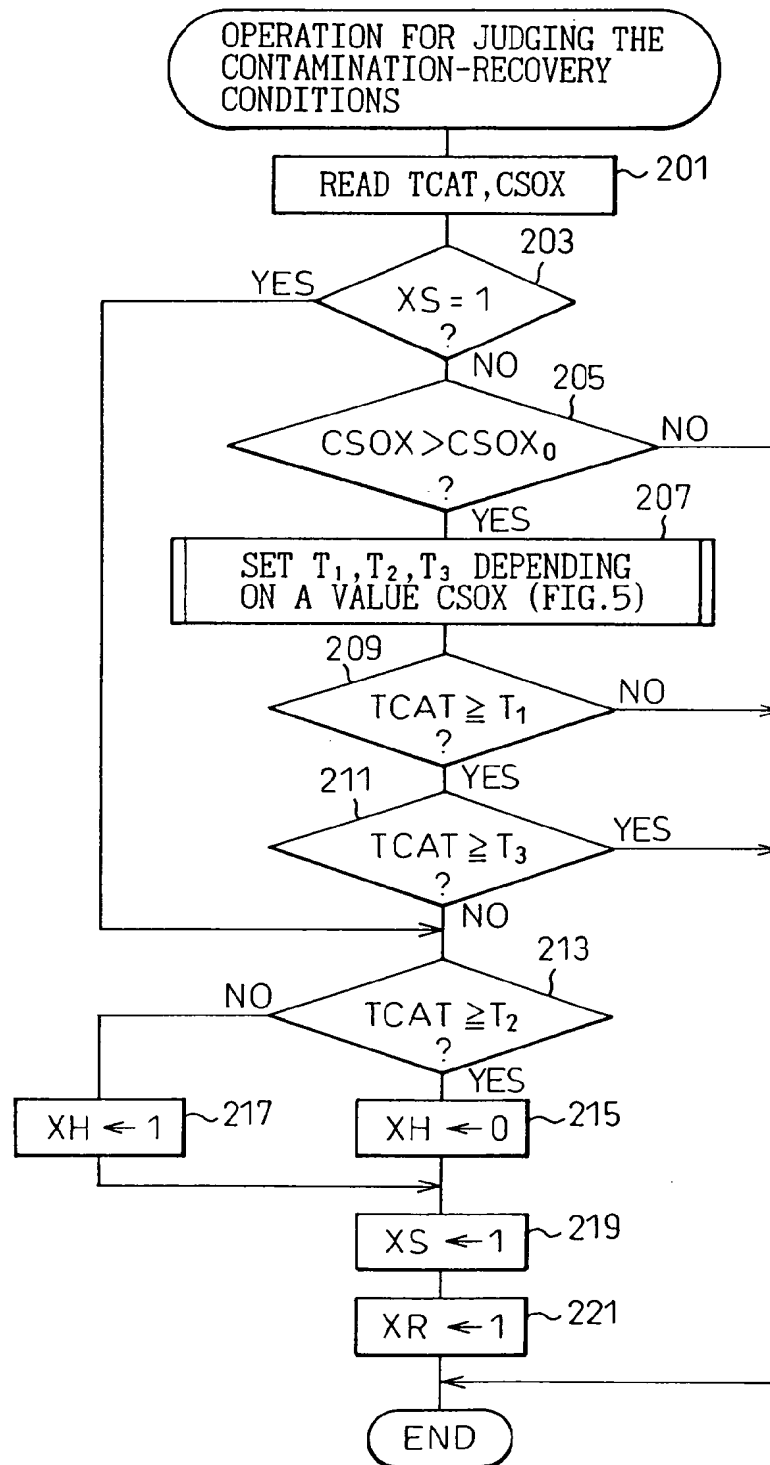 OPERATION FOR JUDGING THE
CONTAMINATION-RECOVERY
CONDITIONS
READ TCAT,CSOX
201
203
YES
XS = 1
?
NO
205
CSOX>CSOX₀
NO
?
YES
207
SET T₁,T₂,T₃ DEPENDING
ON A VALUE CSOX (FIG.5)
209
TCAT ≧ T₁
NO
?
YES
211
TCAT ≧ T₃
YES
?
NO
213
NO
TCAT ≧T₂
?
YES
XH ← 1
217
XH ← 0
215
XS ← 1
219
XR ← 1
221
END